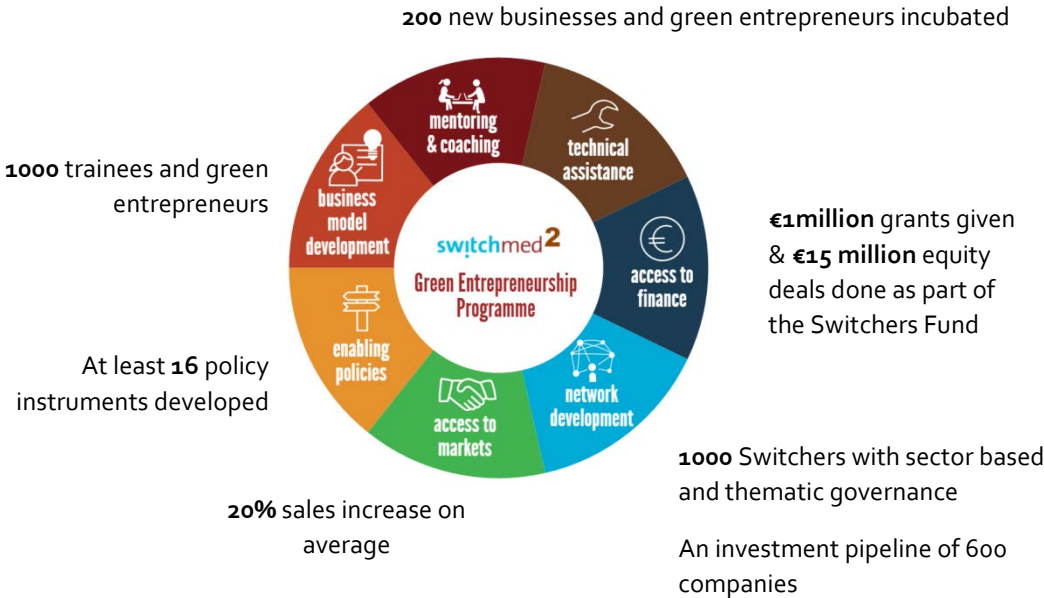 200 new businesses and green entrepreneurs incubated
mentoring
& coaching
technical
assistance
1000 trainees and green
entrepreneurs
business
model
development
€1million grants given
& €15 million equity
deals done as part of
the Switchers Fund
access to
finance
switchmed2
Green Entrepreneurship
Programme
At least 16 policy
instruments developed
enabling
policies
access to
markets
network
development
1000 Switchers with sector based
and thematic governance
20% sales increase on
average
An investment pipeline of 600
companies